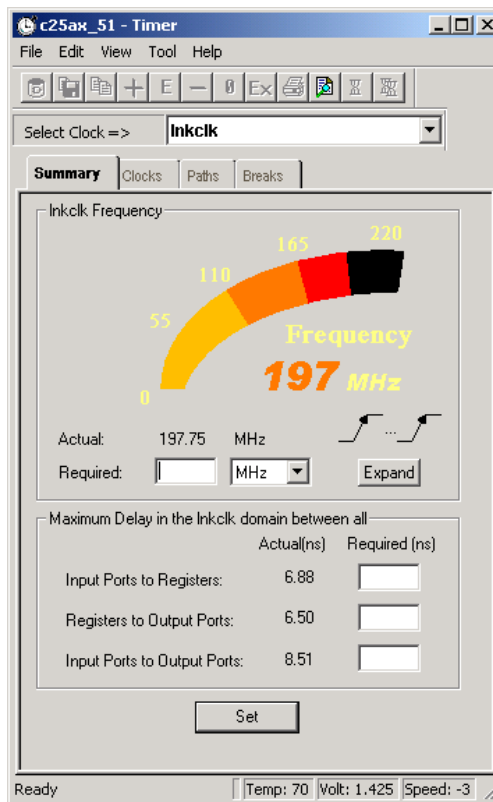 c25ax_51 - Timer
File Edit View Tool Help
E 0 Ex
Select Clock => lnkclk
Summary Clocks Paths Breaks
lnkclk Frequency
220
165
110
55
0
Frequency
197 MHz
Actual: 197.75 MHz
...
Required: MHz Expand
Maximum Delay in the lnkclk domain between all
Actual(ns) Required (ns)
Input Ports to Registers: 6.88
Registers to Output Ports: 6.50
Input Ports to Output Ports: 8.51
Set
Ready Temp: 70 Volt: 1.425 Speed: -3